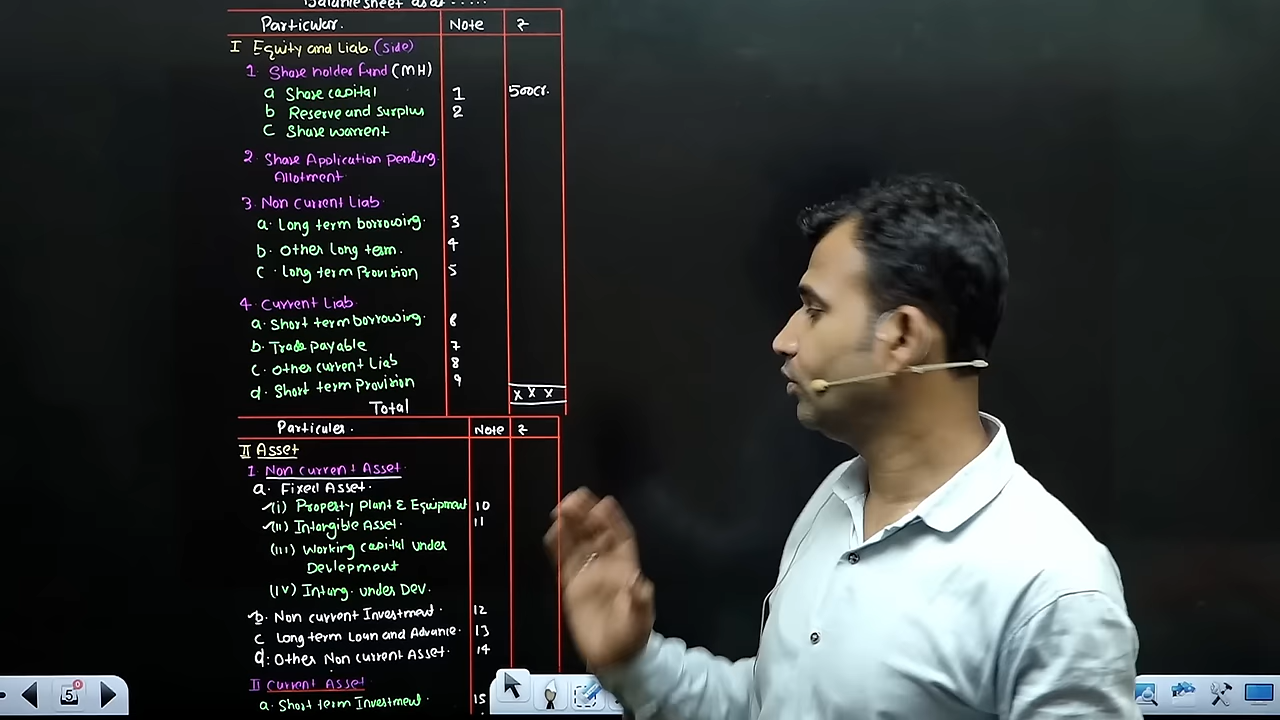 Balance sheet as at .....
Particular. Note ₹
I Equity and Liab. (side)
1. Share holder fund (MH)
a Share capital 1 500cr.
b Reserve and surplus 2
c Share warrent
2. Share Application pending
Allotment.
3. Non current Liab.
a. Long term borrowing. 3
b. Other Long term. 4
c. Long term Provision 5
4. Current Liab.
a. Short term borrowing. 6
b. Trade payable 7
c. Other current Liab 8
d. Short term Provision 9
x x x
Total
Particuler. Note ₹
II Asset
1. Non current Asset.
a. Fixed Asset.
(i) Property Plant & Equipment 10
(ii) Intangible Asset. 11
(iii) Working capital under
Devlepment
(iv) Intang. under Dev.
b. Non current Investment. 12
c Long term Loan and Advance. 13
d. Other Non current Asset. 14
II Current Asset
a. Short term Investment 15
5
0